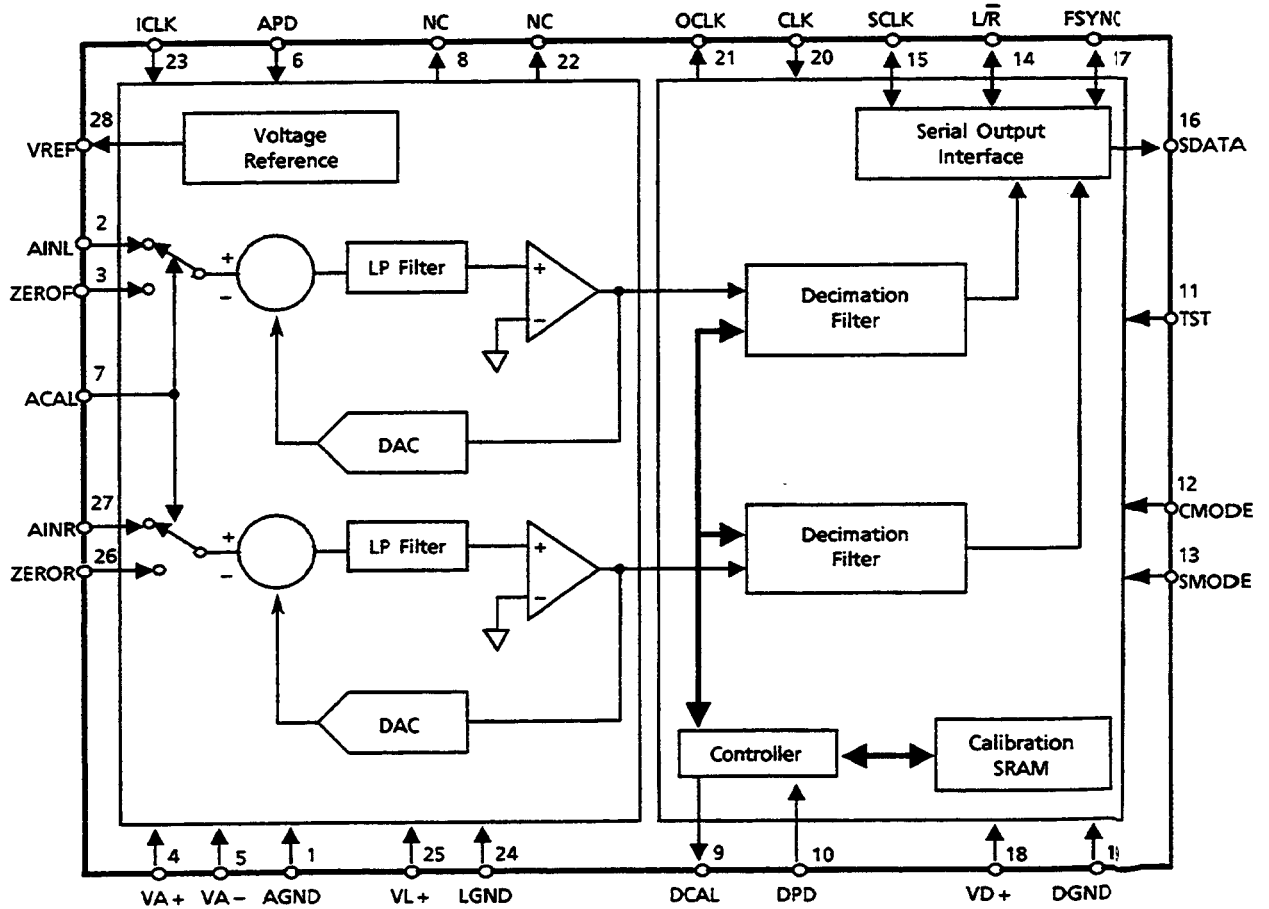 ICLK APD NC NC OCLK CLK SCLK L/R̅ FSYNC
23 6 8 22 21 20 15 14 17
Voltage
Reference
28
VREF
Serial Output
Interface
16
SDATA
2
AINL
3
ZEROF
+
−
LP Filter
+
−
Decimation
Filter
11
TST
7
ACAL
DAC
27
AINR
26
ZEROR
+
−
LP Filter
+
−
Decimation
Filter
12
CMODE
13
SMODE
DAC
Controller
Calibration
SRAM
4 5 1 25 24 9 10 18 19
VA+ VA− AGND VL+ LGND DCAL DPD VD+ DGND